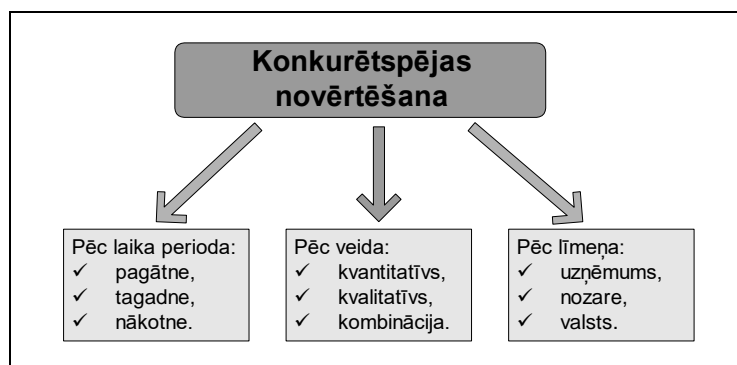 Konkurētspējas
novērtēšana
Pēc laika perioda:
✓ pagātne,
✓ tagadne,
✓ nākotne.
Pēc veida:
✓ kvantitatīvs,
✓ kvalitatīvs,
✓ kombinācija.
Pēc līmeņa:
✓ uzņēmums,
✓ nozare,
✓ valsts.